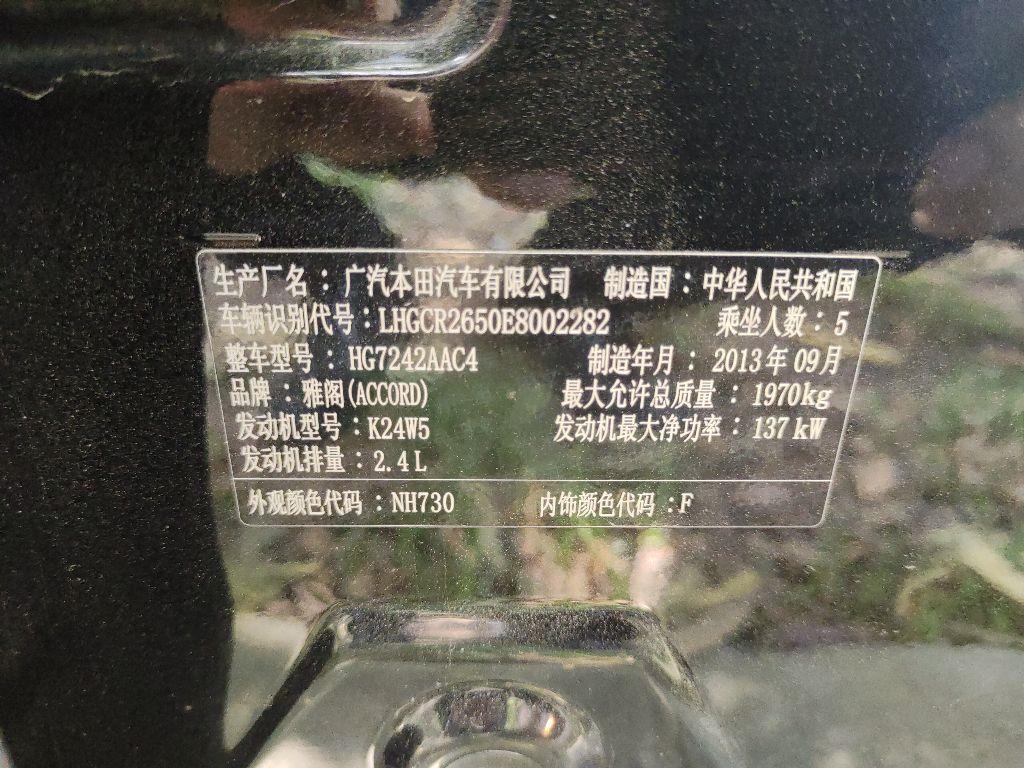 生产厂名：广汽本田汽车有限公司 制造国：中华人民共和国
车辆识别代号：LHGCR2650E8002282 乘坐人数：5
整车型号：HG7242AAC4 制造年月：2013年09月
品牌：雅阁(ACCORD) 最大允许总质量：1970kg
发动机型号：K24W5 发动机最大净功率：137kW
发动机排量：2.4L
外观颜色代码：NH730 内饰颜色代码：F